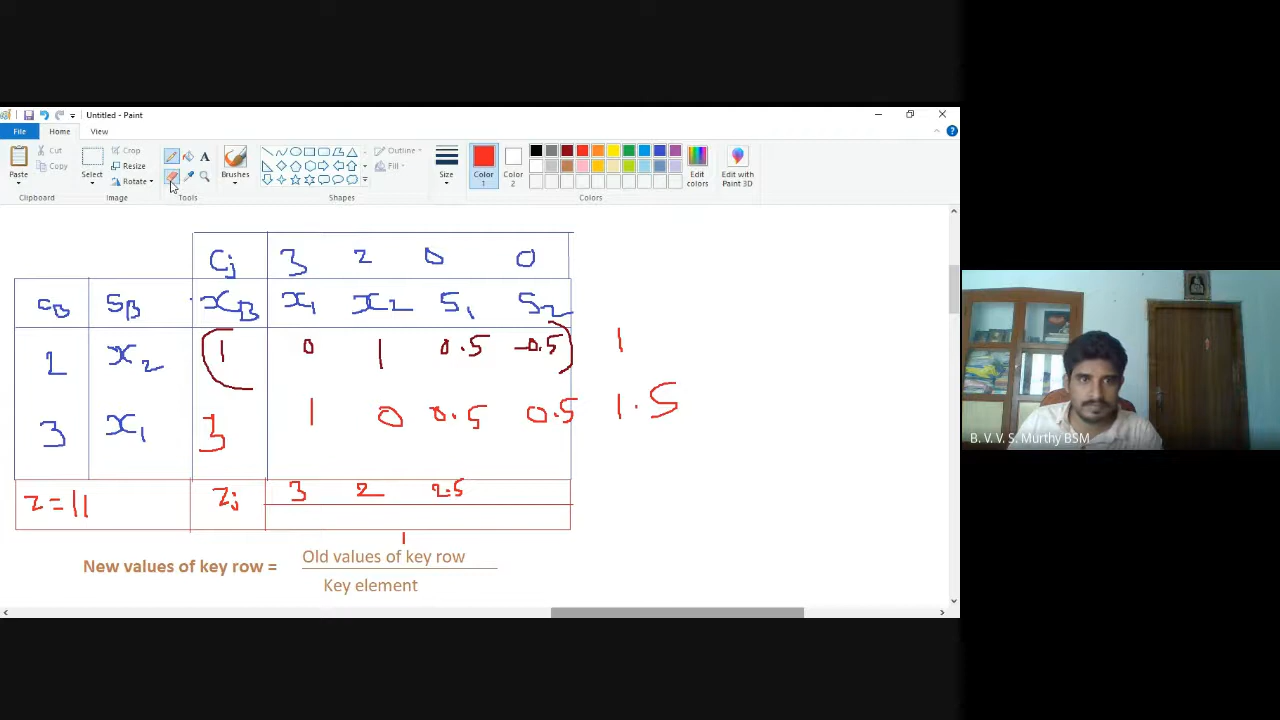 Untitled - Paint
File Home View
Paste Cut Copy Select Crop Resize Rotate A Brushes Outline Fill Size Color 1 Color 2 Edit colors Edit with Paint 3D
Clipboard Image Tools Shapes Colors
Cj 3 2 0 0
CB SB XB x1 x2 S1 S2
2 x2 1 0 1 0.5 -0.5 1
3 x1 3 1 0 0.5 0.5 1.5
Z=11 Zj 3 2 2.5
1
New values of key row = Old values of key row
Key element
B. V. V. S. Murthy BSM